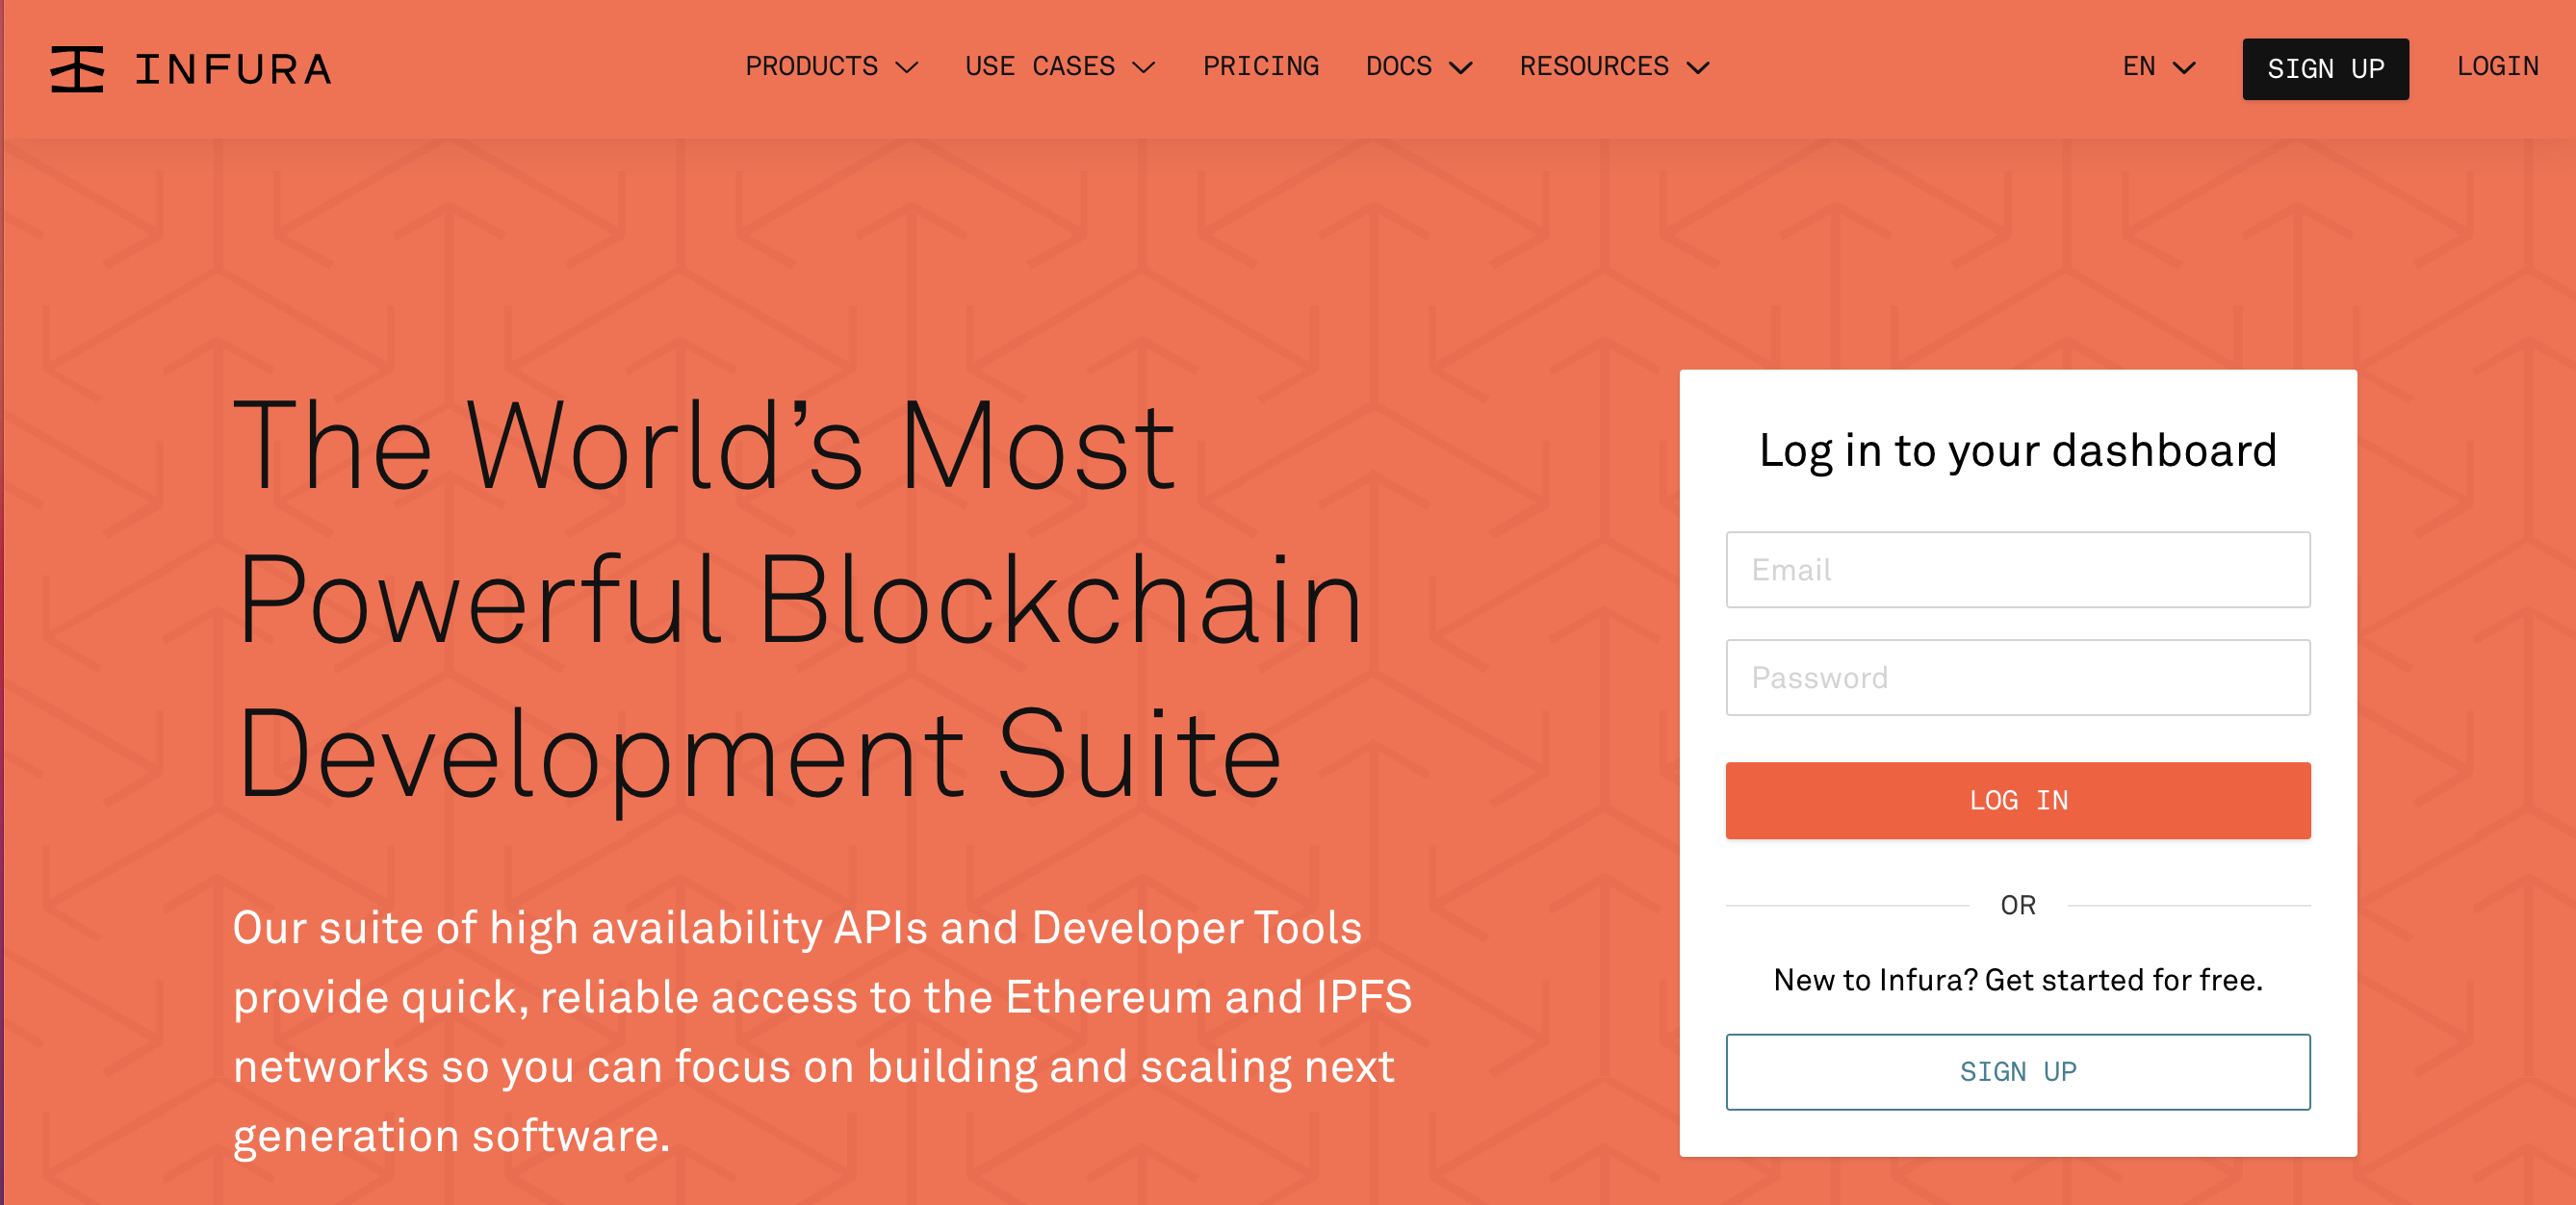 INFURA
PRODUCTS
USE CASES
PRICING
DOCS
RESOURCES
EN
SIGN UP
LOGIN
The World’s Most
Powerful Blockchain
Development Suite
Our suite of high availability APIs and Developer Tools
provide quick, reliable access to the Ethereum and IPFS
networks so you can focus on building and scaling next
generation software.
Log in to your dashboard
Email
Password
LOG IN
OR
New to Infura? Get started for free.
SIGN UP